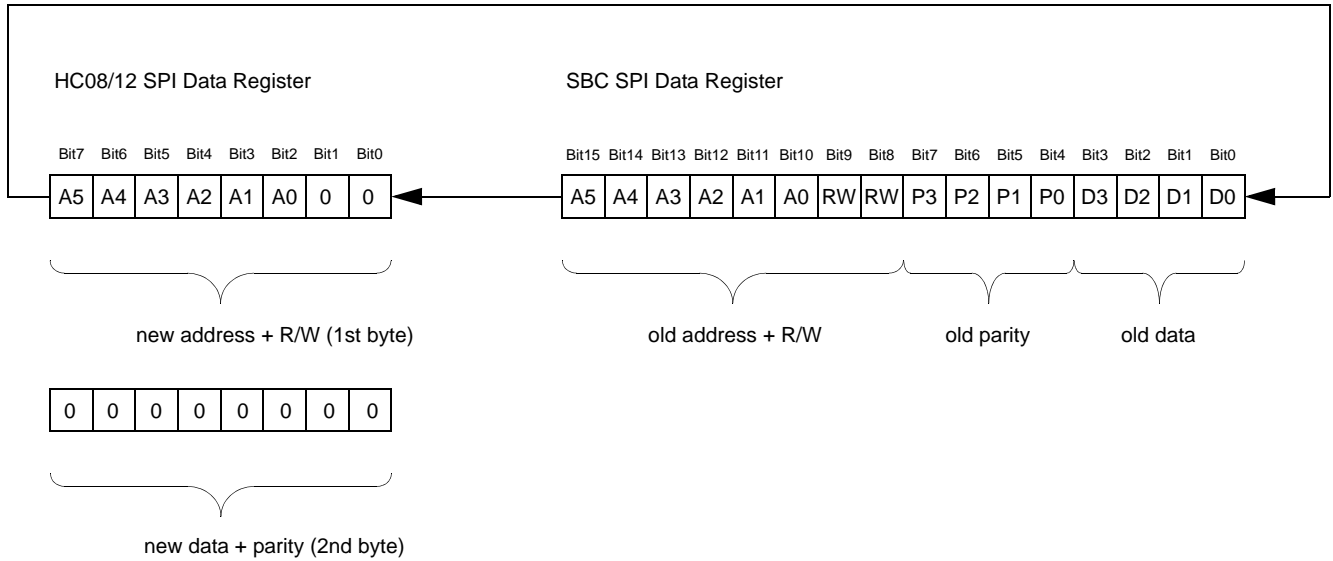 HC08/12 SPI Data Register SBC SPI Data Register
Bit7 Bit6 Bit5 Bit4 Bit3 Bit2 Bit1 Bit0 Bit15 Bit14 Bit13 Bit12 Bit11 Bit10 Bit9 Bit8 Bit7 Bit6 Bit5 Bit4 Bit3 Bit2 Bit1 Bit0
A5 A4 A3 A2 A1 A0 0 0 A5 A4 A3 A2 A1 A0 RW RW P3 P2 P1 P0 D3 D2 D1 D0
new address + R/W (1st byte) old address + R/W old parity old data
0 0 0 0 0 0 0 0
new data + parity (2nd byte)